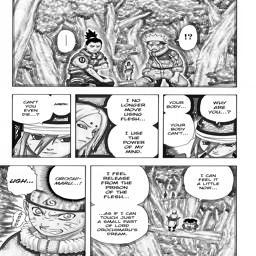 !?
WHY
ARE
YOU...?
YOUR
BODY...
YOUR
BODY
CAN'T.
I NO
LONGER
MOVE
USING
FLESH...
I USE
THE
POWER OF
MY MIND.
CAN'T
YOU
EVEN
DIE...?
I CAN
FEEL IT
A LITTLE
NOW...
I FEEL
RELEASE
FROM THE
PRISON
OF THE
FLESH...
...AS IF I CAN
TOUCH JUST
A SMALL
PART OF LORD
OROCHIMARU'S
DREAM.
OROCHI-
MARU...!
UGH...